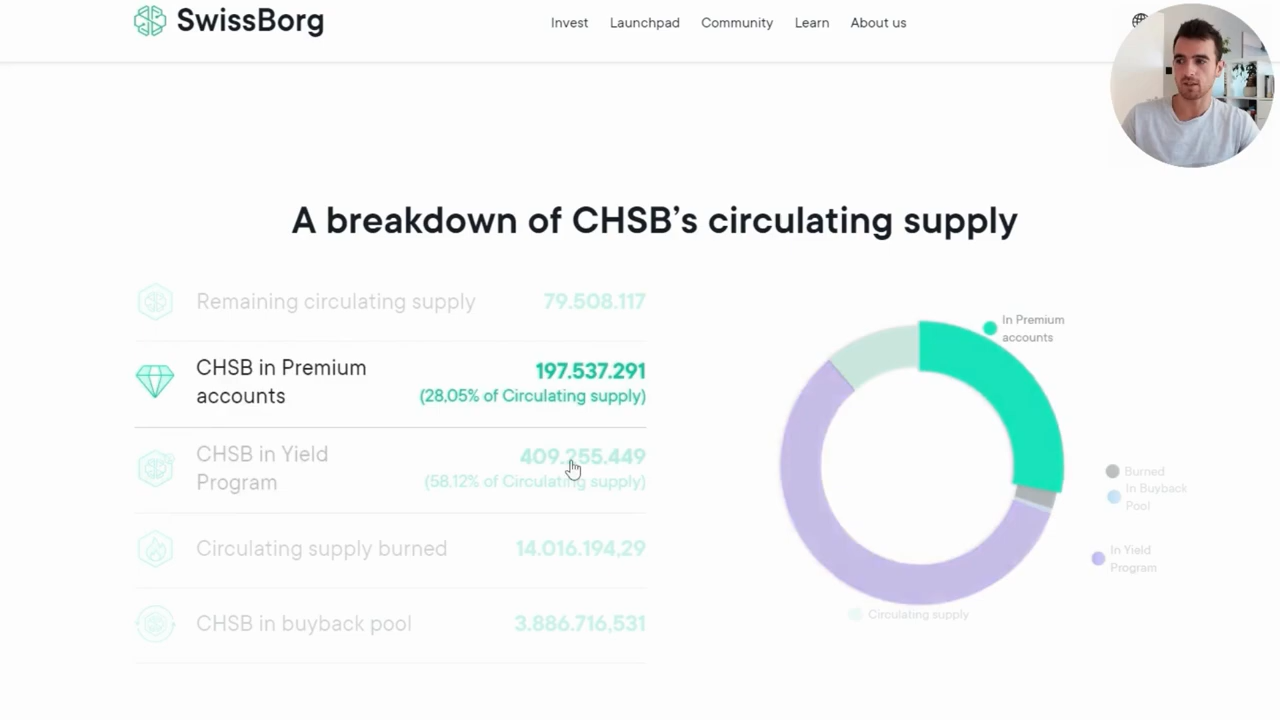 SwissBorg
Invest Launchpad Community Learn About us
A breakdown of CHSB’s circulating supply
Remaining circulating supply 79.508.117
CHSB in Premium accounts 197.537.291
(28,05% of Circulating supply)
CHSB in Yield Program 409.255.449
(58.12% of Circulating supply)
Circulating supply burned 14.016.194,29
CHSB in buyback pool 3.886.716,531
In Premium
accounts
Burned
In Buyback
Pool
In Yield
Program
Circulating supply